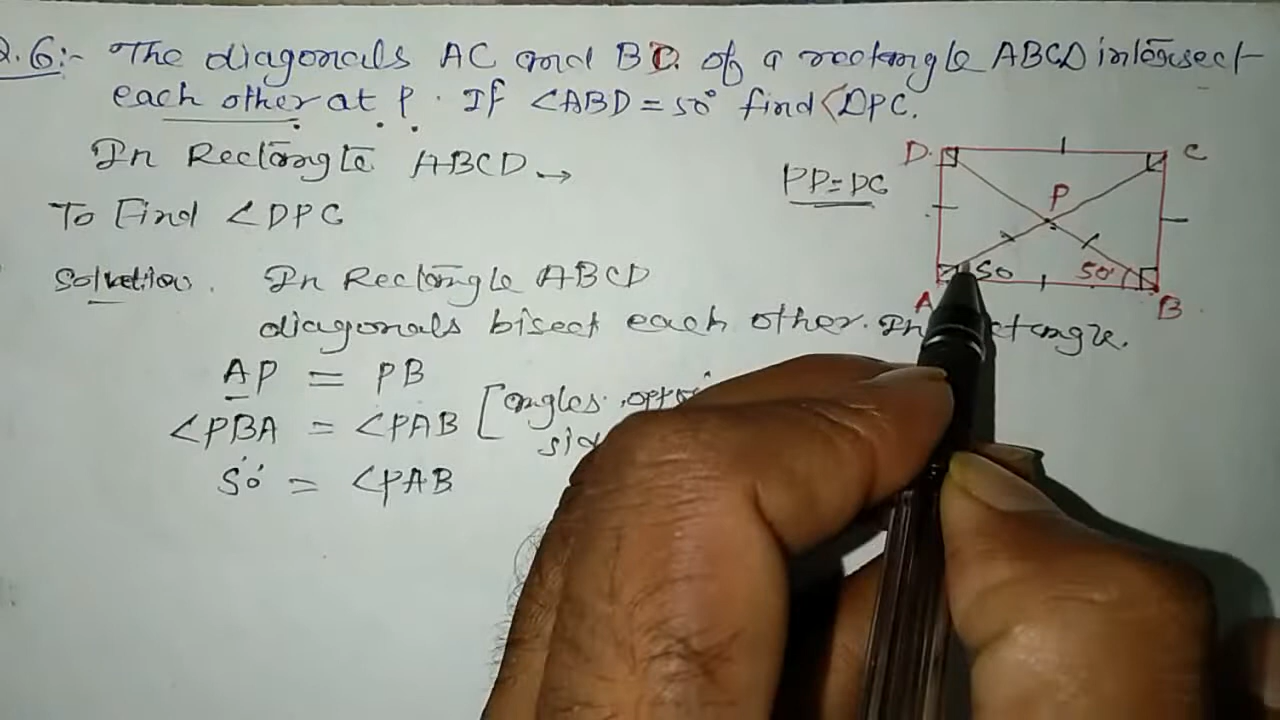 2.6:- The diagonals AC and BD. of a rectangle ABCD intersect
each other at P. If <ABD = 50° find <DPC.
In Rectangle ABCD →
To Find <DPC
Solution. In Rectangle ABCD
diagonals bisect each other. In
AP = PB
<PBA = <PAB [angles
50° = <PAB
PD=PC
D
C
P
50
50°
A
B